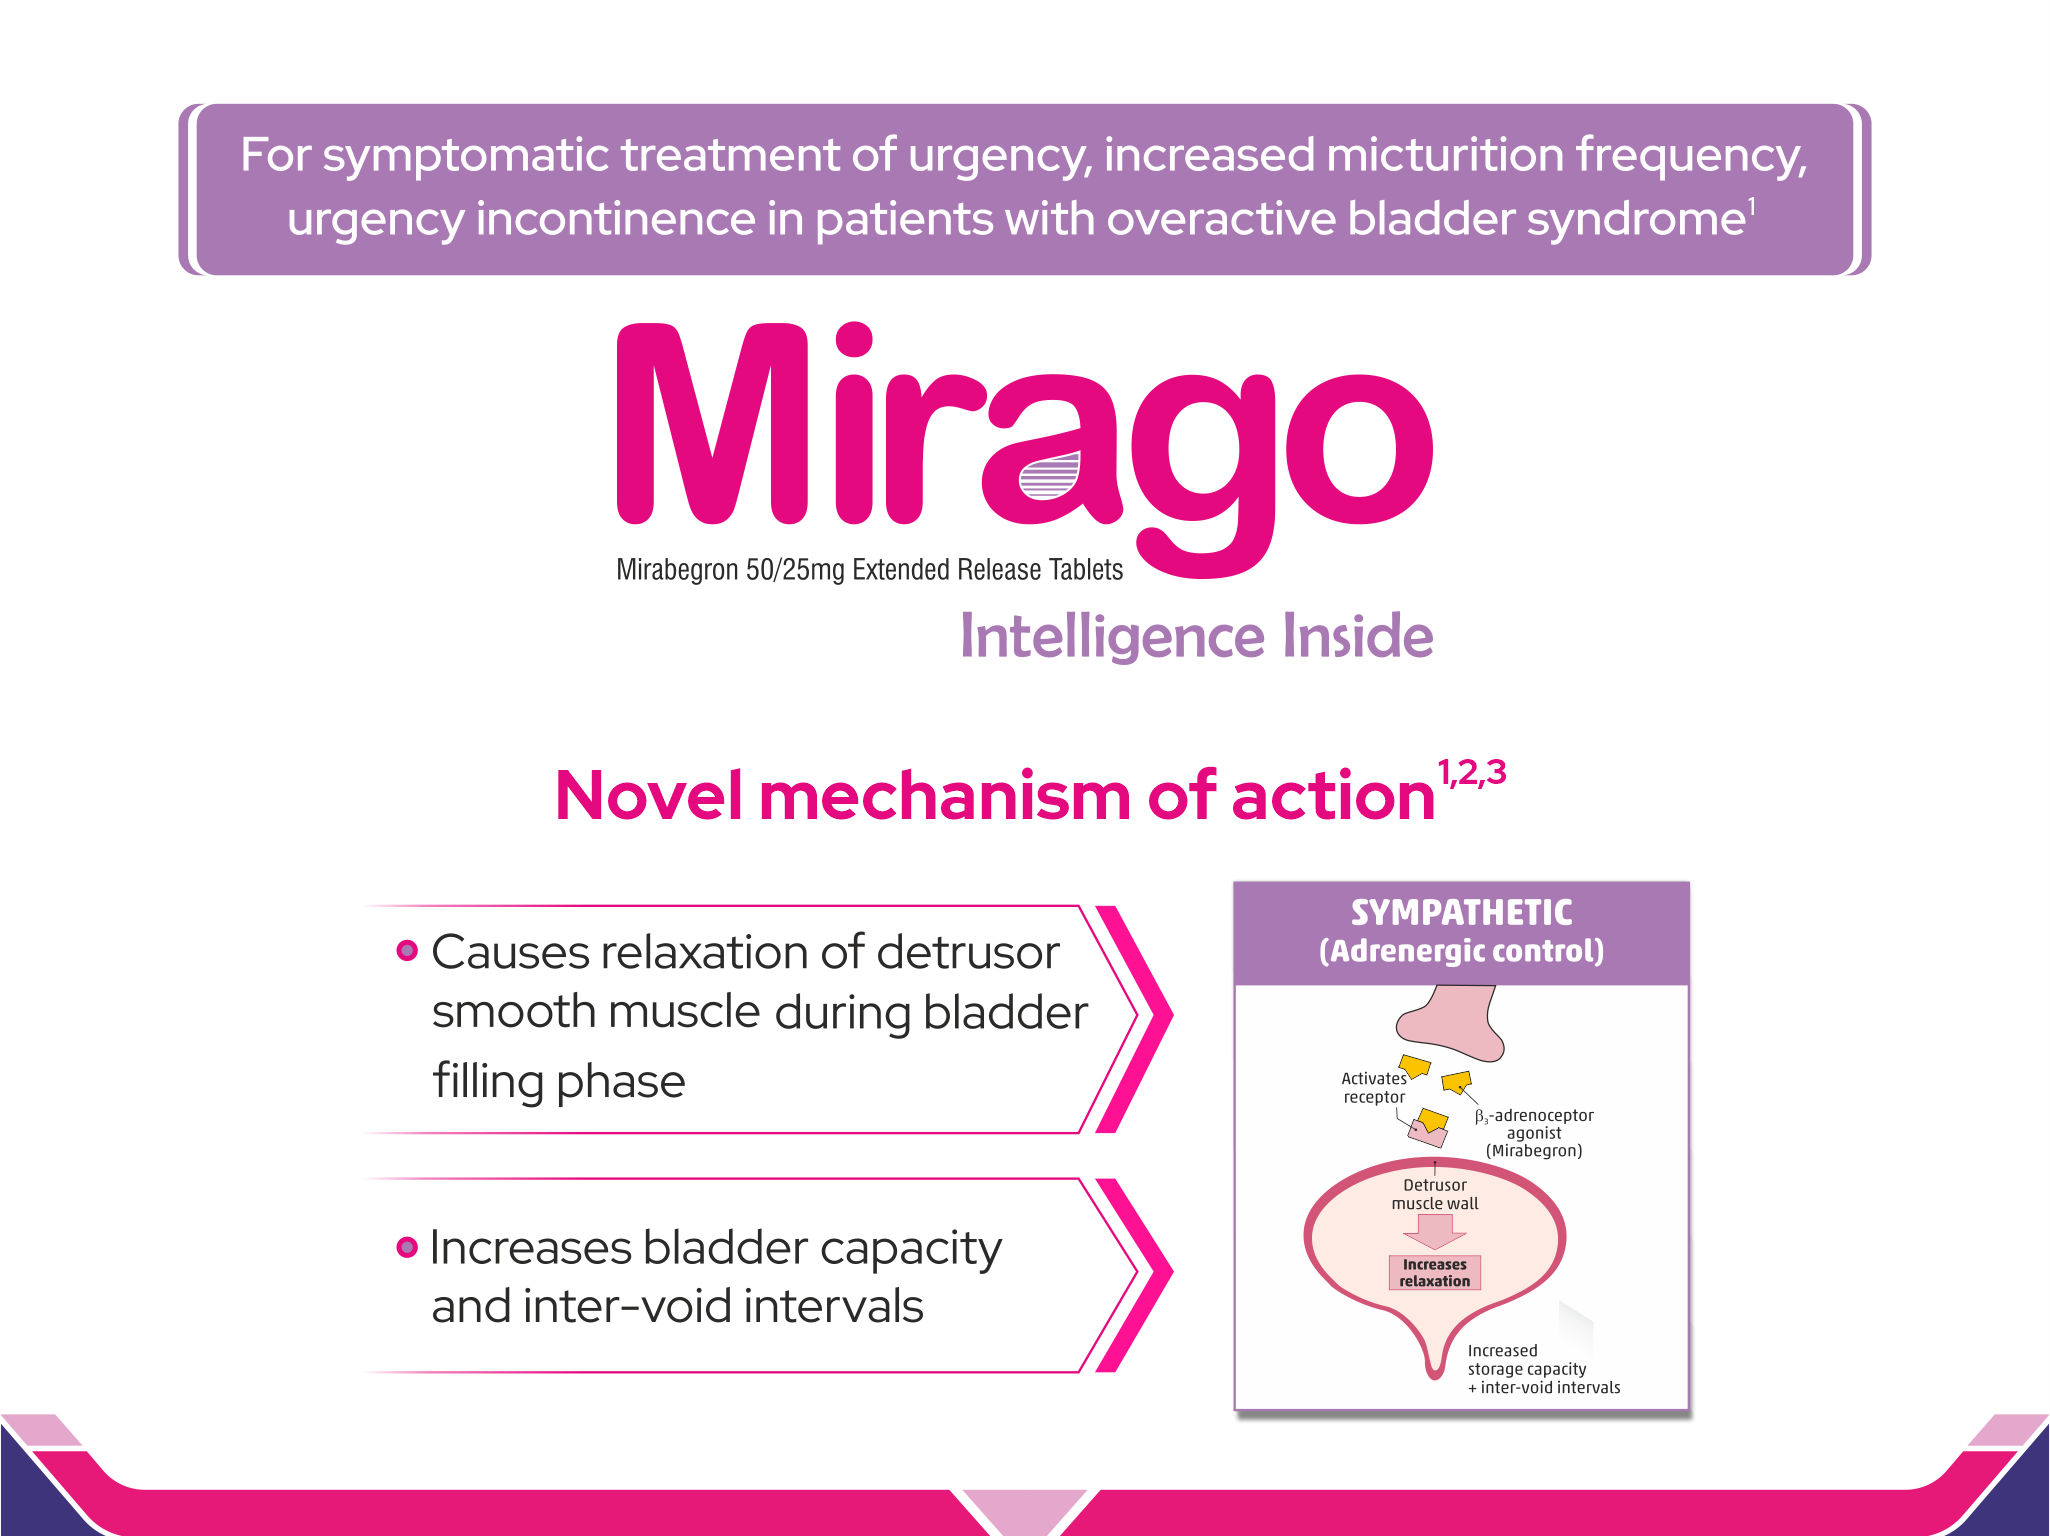 For symptomatic treatment of urgency, increased micturition frequency,
urgency incontinence in patients with overactive bladder syndrome¹
Mirago
Mirabegron 50/25mg Extended Release Tablets
Intelligence Inside
Novel mechanism of action¹,²,³
Causes relaxation of detrusor
smooth muscle during bladder
filling phase
Increases bladder capacity
and inter-void intervals
SYMPATHETIC
(Adrenergic control)
Activates
receptor
β₃-adrenoceptor
agonist
(Mirabegron)
Detrusor
muscle wall
Increases
relaxation
Increased
storage capacity
+ inter-void intervals